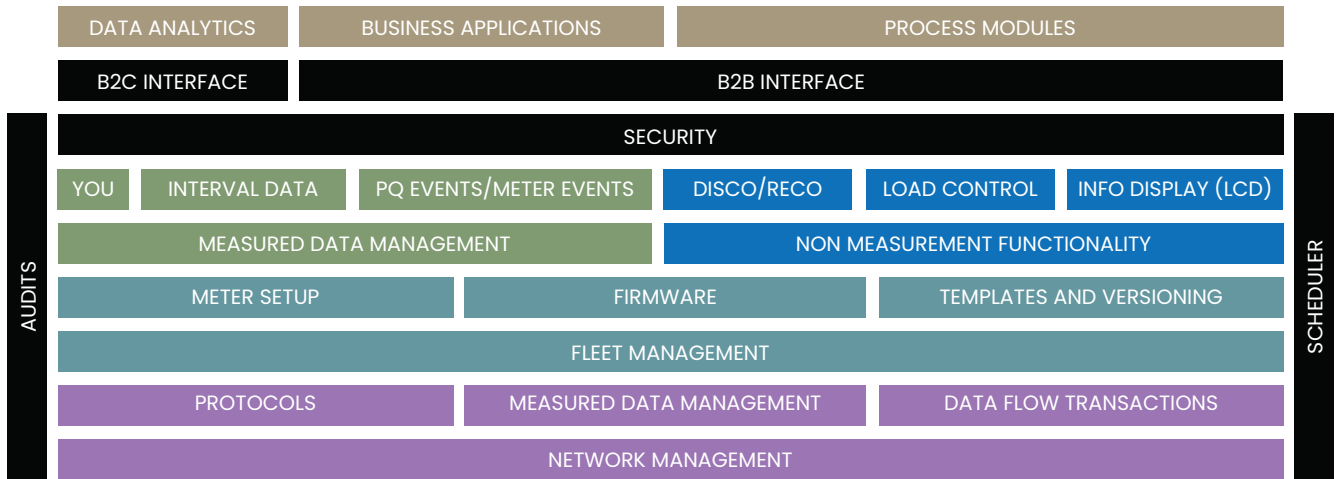 DATA ANALYTICS
BUSINESS APPLICATIONS
PROCESS MODULES
B2C INTERFACE
B2B INTERFACE
SECURITY
YOU
INTERVAL DATA
PQ EVENTS/METER EVENTS
DISCO/RECO
LOAD CONTROL
INFO DISPLAY (LCD)
MEASURED DATA MANAGEMENT
NON MEASUREMENT FUNCTIONALITY
METER SETUP
FIRMWARE
TEMPLATES AND VERSIONING
FLEET MANAGEMENT
PROTOCOLS
MEASURED DATA MANAGEMENT
DATA FLOW TRANSACTIONS
NETWORK MANAGEMENT
AUDITS
SCHEDULER